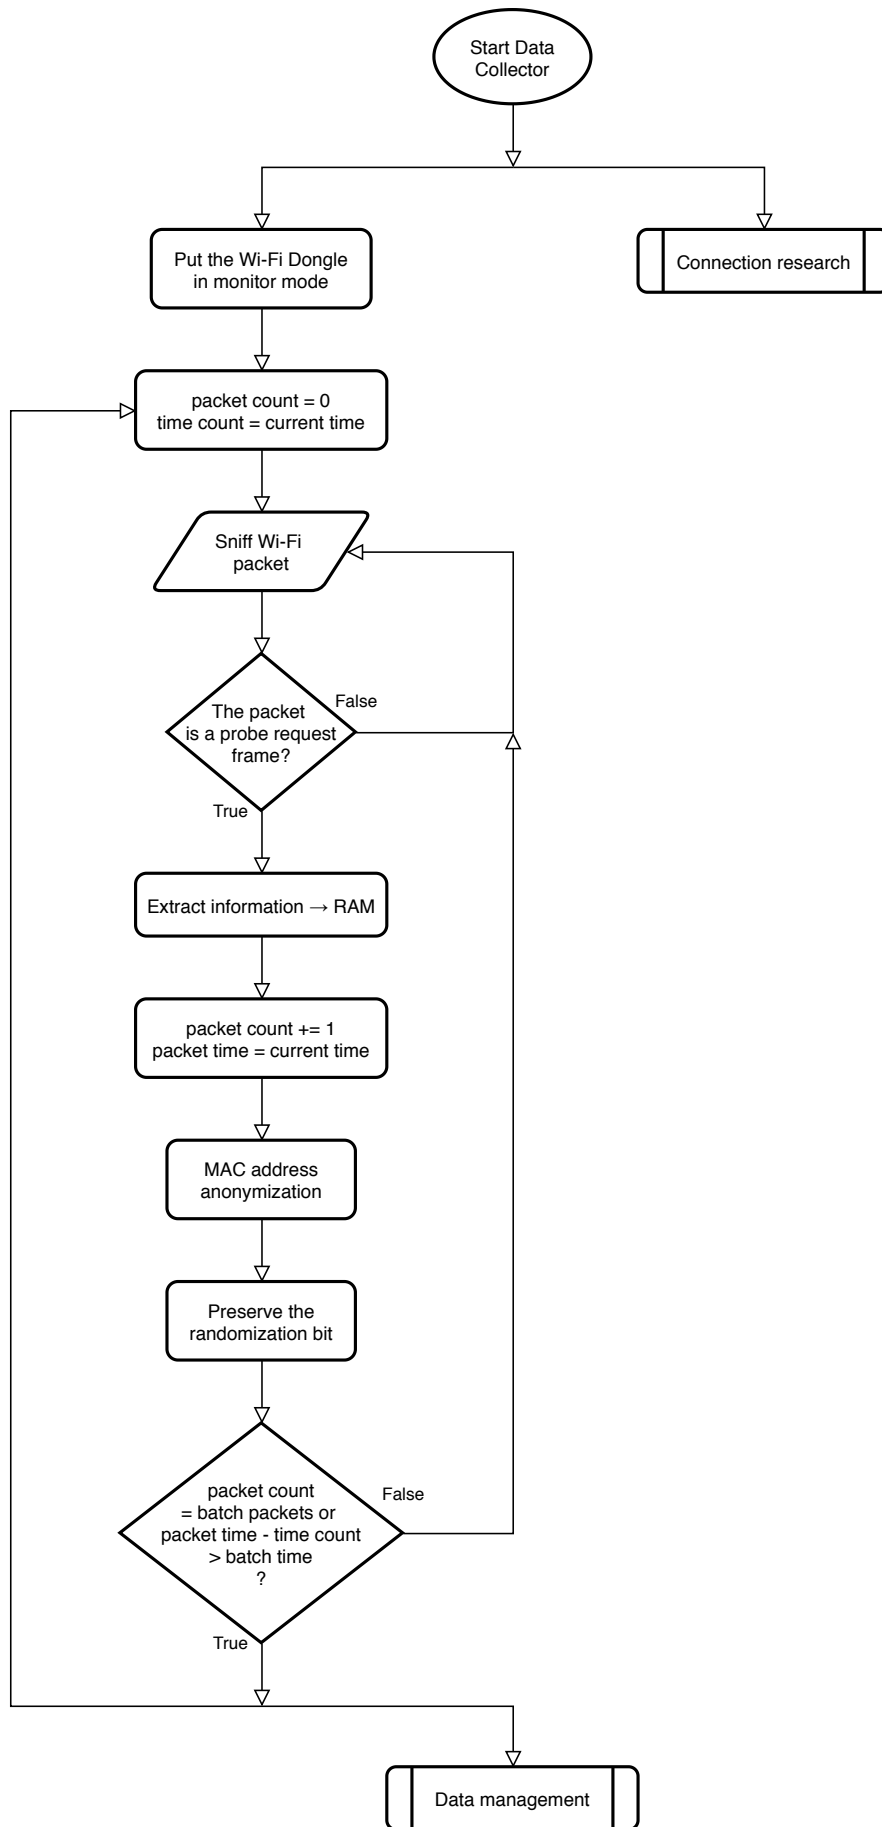 Start Data
Collector
Put the Wi-Fi Dongle
in monitor mode
Connection research
packet count = 0
time count = current time
Sniff Wi-Fi
packet
False
The packet
is a probe request
frame?
True
Extract information → RAM
packet count += 1
packet time = current time
MAC address
anonymization
Preserve the
randomization bit
False
packet count
= batch packets or
packet time - time count
> batch time
?
True
Data management